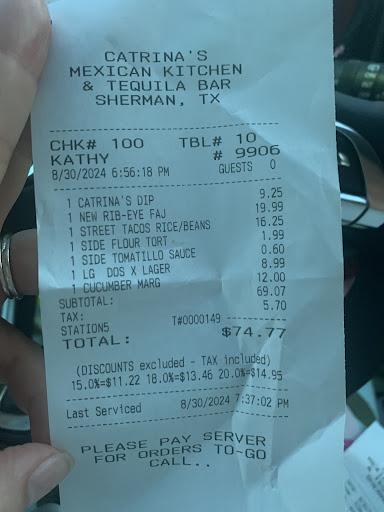 CATRINA'S
MEXICAN KITCHEN
& TEQUILA BAR
SHERMAN, TX
CHK# 100 TBL# 10
KATHY # 9906
8/30/2024 6:56:18 PM GUESTS 0
1 CATRINA'S DIP 9.25
1 NEW RIB-EYE FAJ 19.99
1 STREET TACOS RICE/BEANS 16.25
1 SIDE FLOUR TORT 1.99
1 SIDE TOMATILLO SAUCE 0.60
1 LG DOS X LAGER 8.99
1 CUCUMBER MARG 12.00
SUBTOTAL: 69.07
TAX: 5.70
STATION5 T#0000149
TOTAL: $74.77
(DISCOUNTS excluded - TAX included)
15.0%=$11.22 18.0%=$13.46 20.0%=$14.95
Last Serviced 8/30/2024 7:37:02 PM
PLEASE PAY SERVER
FOR ORDERS TO-GO
CALL..